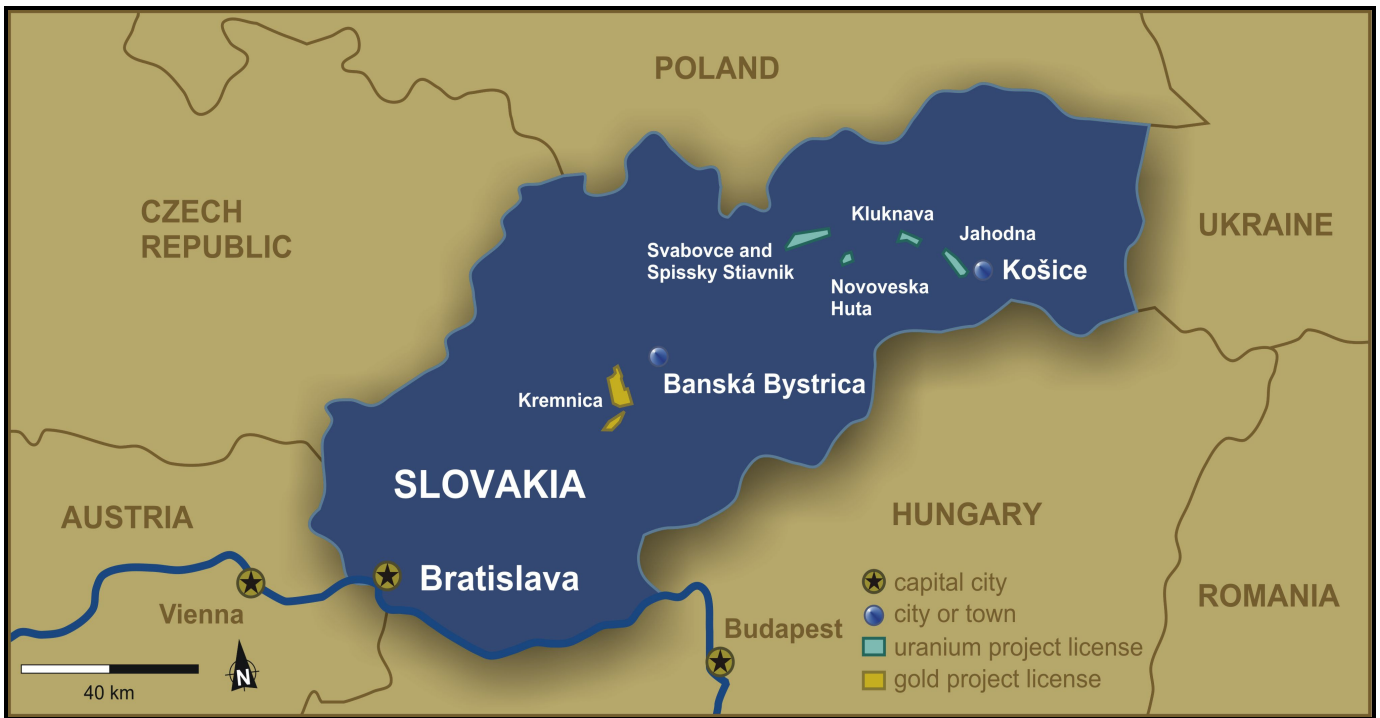 POLAND
CZECH
REPUBLIC
UKRAINE
Kluknava
Jahodna
Svabovce and
Spissky Stiavnik
Košice
Novoveska
Huta
Banská Bystrica
Kremnica
SLOVAKIA
AUSTRIA
HUNGARY
Bratislava
Vienna
Budapest
ROMANIA
capital city
city or town
uranium project license
gold project license
N
40 km